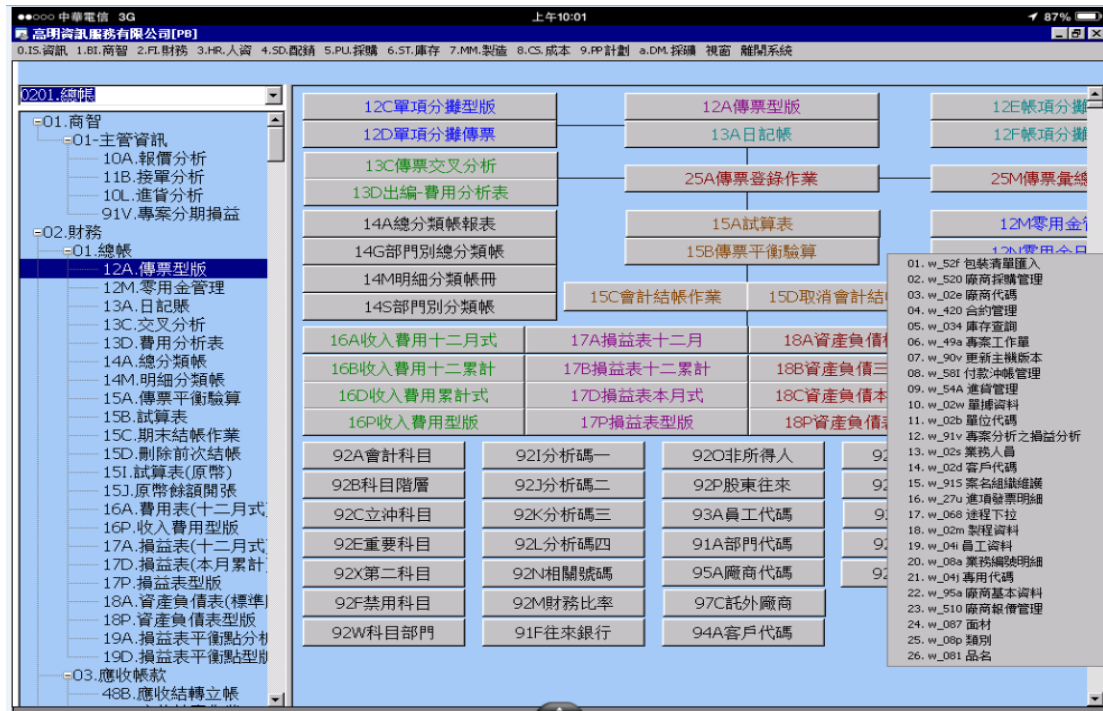 ●●○○○ 中華電信 3G 上午10:01 87%
高明資訊服務有限公司[PB]
0.IS.資訊 1.BI.商智 2.FI.財務 3.HR.人資 4.SD.配銷 5.PU.採購 6.ST.庫存 7.MM.製造 8.CS.成本 9.PP計劃 a.DM.採礦 視窗 離開系統
0201.總帳
01.商智
01-主管資訊
10A.報價分析
11B.接單分析
10L.進貨分析
91V.專案分期損益
02.財務
01.總帳
12A.傳票型版
12M.零用金管理
13A.日記賬
13C.交叉分析
13D.費用分析表
14A.總分類帳
14M.明細分類帳
15A.傳票平衡驗算
15B.試算表
15C.期末結帳作業
15D.刪除前次結帳
15I.試算表(原幣)
15J.原幣餘額開張
16A.費用表(十二月式
16P.收入費用型版
17A.損益表(十二月式
17D.損益表(本月累計
17P.損益表型版
18A.資產負債表(標準
18P.資產負債表型版
19A.損益表平衡點分析
19D.損益表平衡點型版
03.應收帳款
48B.應收結轉立帳
12C單項分攤型版 12A傳票型版 12E帳項分攤
12D單項分攤傳票 13A日記帳 12F帳項分攤
13C傳票交叉分析
25A傳票登錄作業 25M傳票彙總
13D出編-費用分析表
14A總分類帳報表 15A試算表 12M零用金
14G部門別總分類帳 15B傳票平衡驗算 12N零用金日
14M明細分類帳冊
15C會計結帳作業 15D取消會計結
14S部門別分類帳
16A收入費用十二月式 17A損益表十二月 18A資產負債
16B收入費用十二累計 17B損益表十二累計 18B資產負債三
16D收入費用累計式 17D損益表本月式 18C資產負債本
16P收入費用型版 17P損益表型版 18P資產負債
92A會計科目 92I分析碼一 92O非所得人 92
92B科目階層 92J分析碼二 92P股東往來 92
92C立沖科目 92K分析碼三 93A員工代碼 9
92E重要科目 92L分析碼四 91A部門代碼 92
92X第二科目 92N相關號碼 95A廠商代碼 92
92F禁用科目 92M財務比率 97C託外廠商
92W科目部門 91F往來銀行 94A客戶代碼
01. w_52f 包裝清單匯入
02. w_520 廠商採購管理
03. w_02e 廠商代碼
04. w_420 合約管理
05. w_034 庫存查詢
06. w_49a 專案工作單
07. w_90v 更新主機版本
08. w_58I 付款沖帳管理
09. w_54A 進貨管理
10. w_02w 單據資料
11. w_02b 單位代碼
12. w_91v 專案分析之損益分析
13. w_02s 業務人員
14. w_02d 客戶代碼
15. w_91S 案名組織維護
16. w_27u 進項發票明細
17. w_068 途程下拉
18. w_02m 製程資料
19. w_04i 員工資料
20. w_08a 業務編號明細
21. w_04j 專用代碼
22. w_95a 廠商基本資料
23. w_510 廠商報價管理
24. w_087 面材
25. w_08p 類別
26. w_081 品名